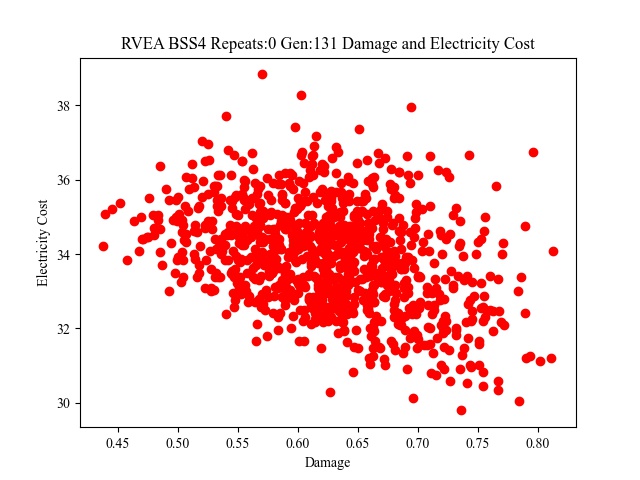 RVEA BSS4 Repeats:0 Gen:131 Damage and Electricity Cost
38
36
34
32
30
Electricity Cost
0.45 0.50 0.55 0.60 0.65 0.70 0.75 0.80
Damage